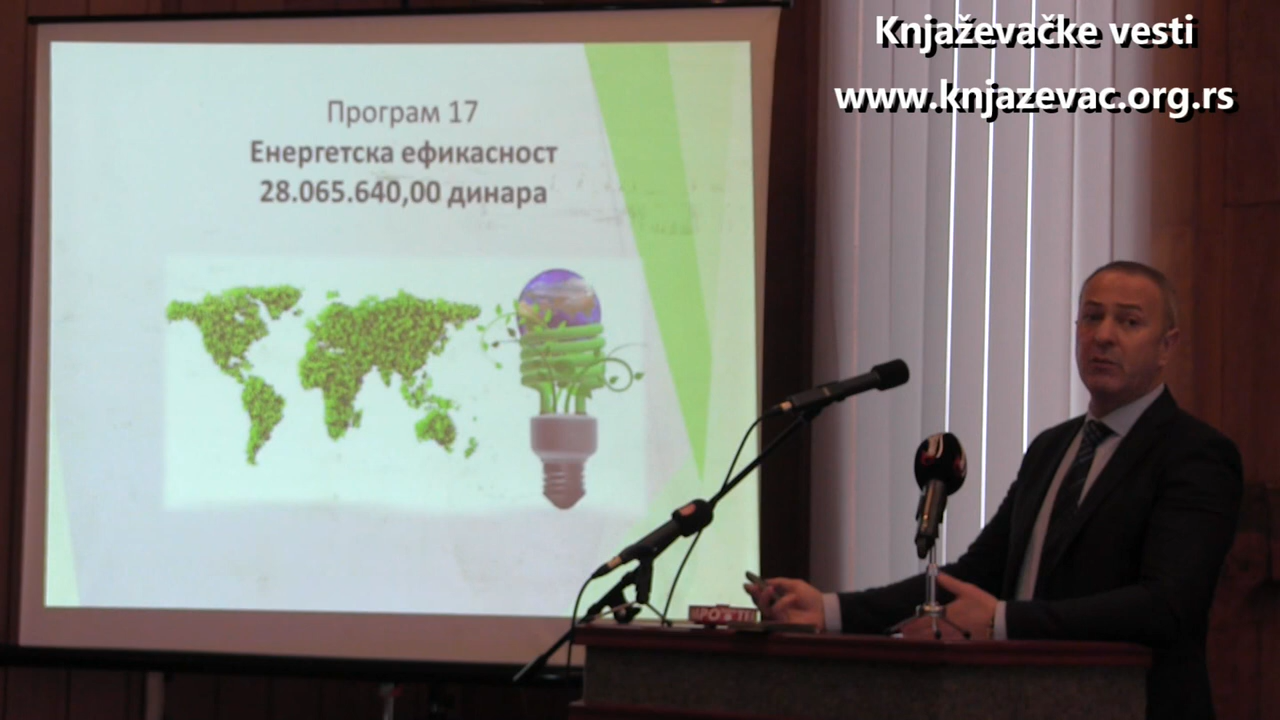 Knjaževačke vesti
www.knjazevac.org.rs
Програм 17
Енергетска ефикасност
28.065.640,00 динара